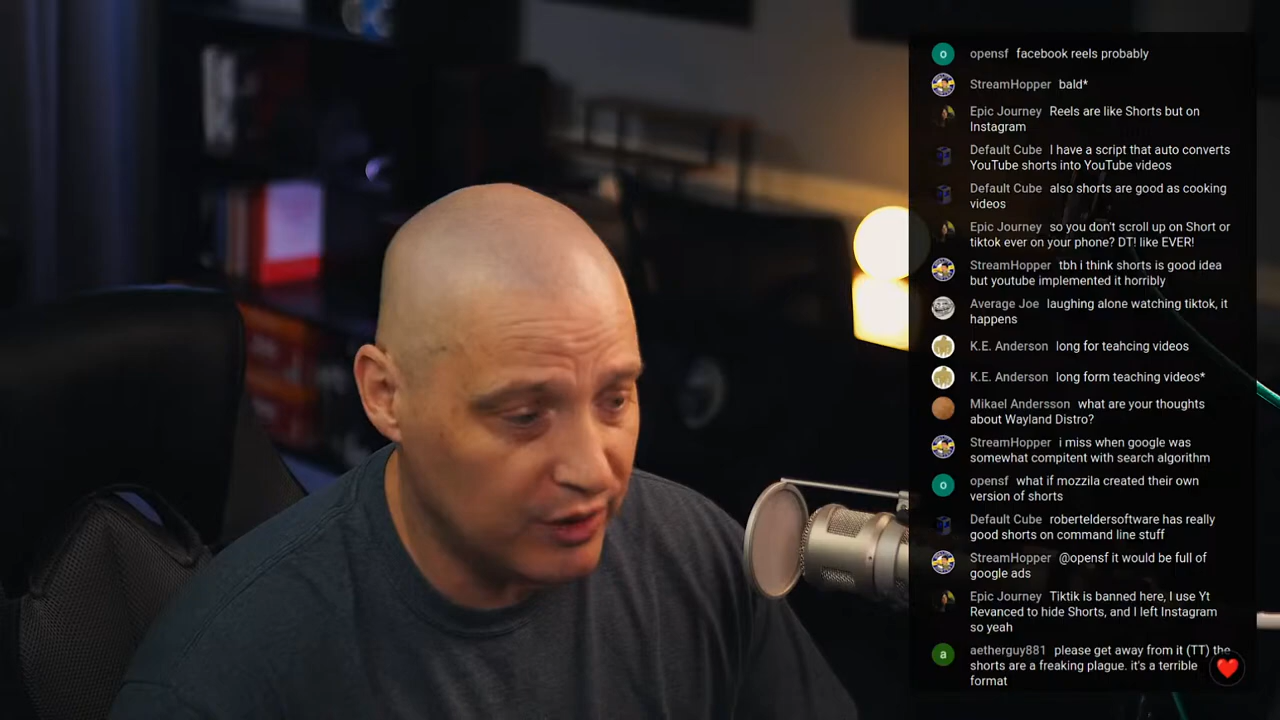 opensf facebook reels probably
StreamHopper bald*
Epic Journey Reels are like Shorts but on
Instagram
Default Cube I have a script that auto converts
YouTube shorts into YouTube videos
Default Cube also shorts are good as cooking
videos
Epic Journey so you don't scroll up on Short or
tiktok ever on your phone? DT! like EVER!
StreamHopper tbh i think shorts is good idea
but youtube implemented it horribly
Average Joe laughing alone watching tiktok, it
happens
K.E. Anderson long for teahcing videos
K.E. Anderson long form teaching videos*
Mikael Andersson what are your thoughts
about Wayland Distro?
StreamHopper i miss when google was
somewhat compitent with search algorithm
o opensf what if mozzila created their own
version of shorts
Default Cube roberteldersoftware has really
good shorts on command line stuff
StreamHopper @opensf it would be full of
google ads
Epic Journey Tiktik is banned here, I use Yt
Revanced to hide Shorts, and I left Instagram
so yeah
a aetherguy881 please get away from it (TT) the
shorts are a freaking plague. it's a terrible
format